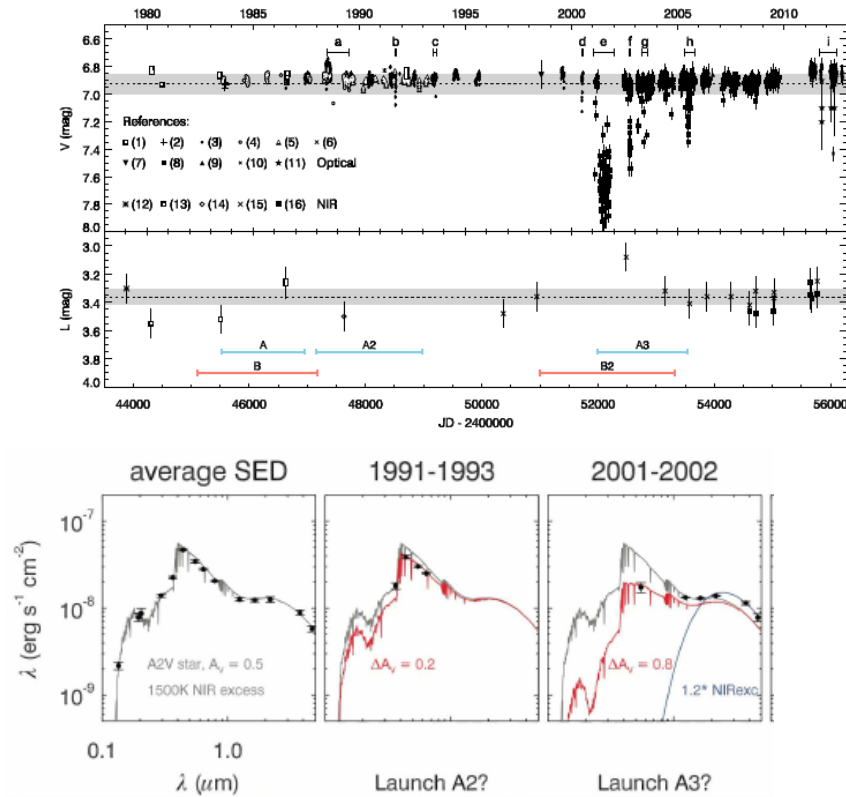 1980 1985 1990 1995 2000 2005 2010
a b c d e f g h i
6.6
6.8
7.0
7.2
7.4
7.6
7.8
8.0
V (mag)
References:
(1) (2) (3) (4) (5) (6)
(7) (8) (9) (10) (11) Optical
(12) (13) (14) (15) (16) NIR
3.0
3.2
3.4
3.6
3.8
4.0
L (mag)
A A2 A3
B B2
44000 46000 48000 50000 52000 54000 56000
JD - 2400000
average SED 1991-1993 2001-2002
10⁻⁷
10⁻⁸
10⁻⁹
λ (erg s⁻¹ cm⁻²)
A2V star, Aᵥ = 0.5
1500K NIR excess
ΔAᵥ = 0.2
ΔAᵥ = 0.8
1.2* NIRexc
0.1 1.0
λ (μm) Launch A2? Launch A3?